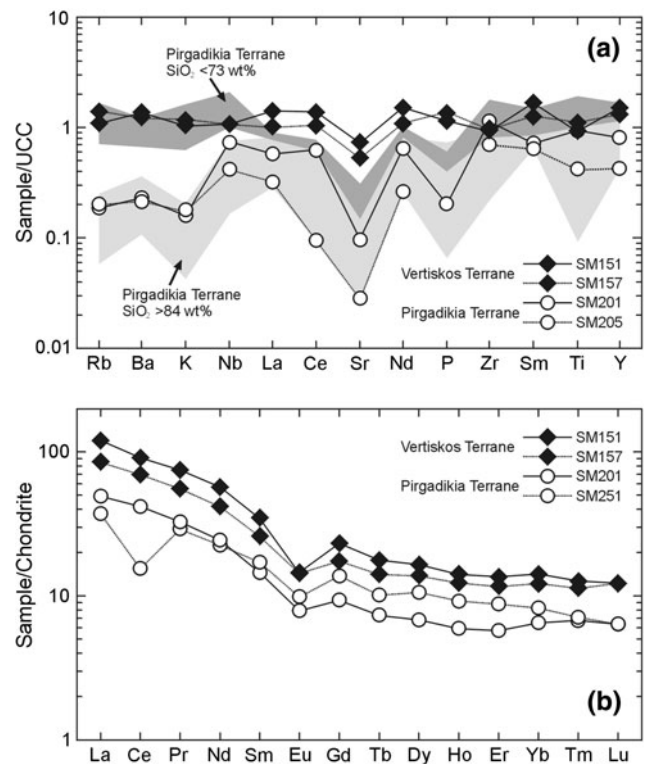 10
(a)
Pirgadikia Terrane
SiO₂ <73 wt%
1
Sample/UCC
0.1
Pirgadikia Terrane
SiO₂ >84 wt%
Vertiskos Terrane
SM151
SM157
Pirgadikia Terrane
SM201
SM205
0.01
Rb Ba K Nb La Ce Sr Nd P Zr Sm Ti Y
Vertiskos Terrane
SM151
SM157
Pirgadikia Terrane
SM201
SM251
100
Sample/Chondrite
10
(b)
1
La Ce Pr Nd Sm Eu Gd Tb Dy Ho Er Yb Tm Lu